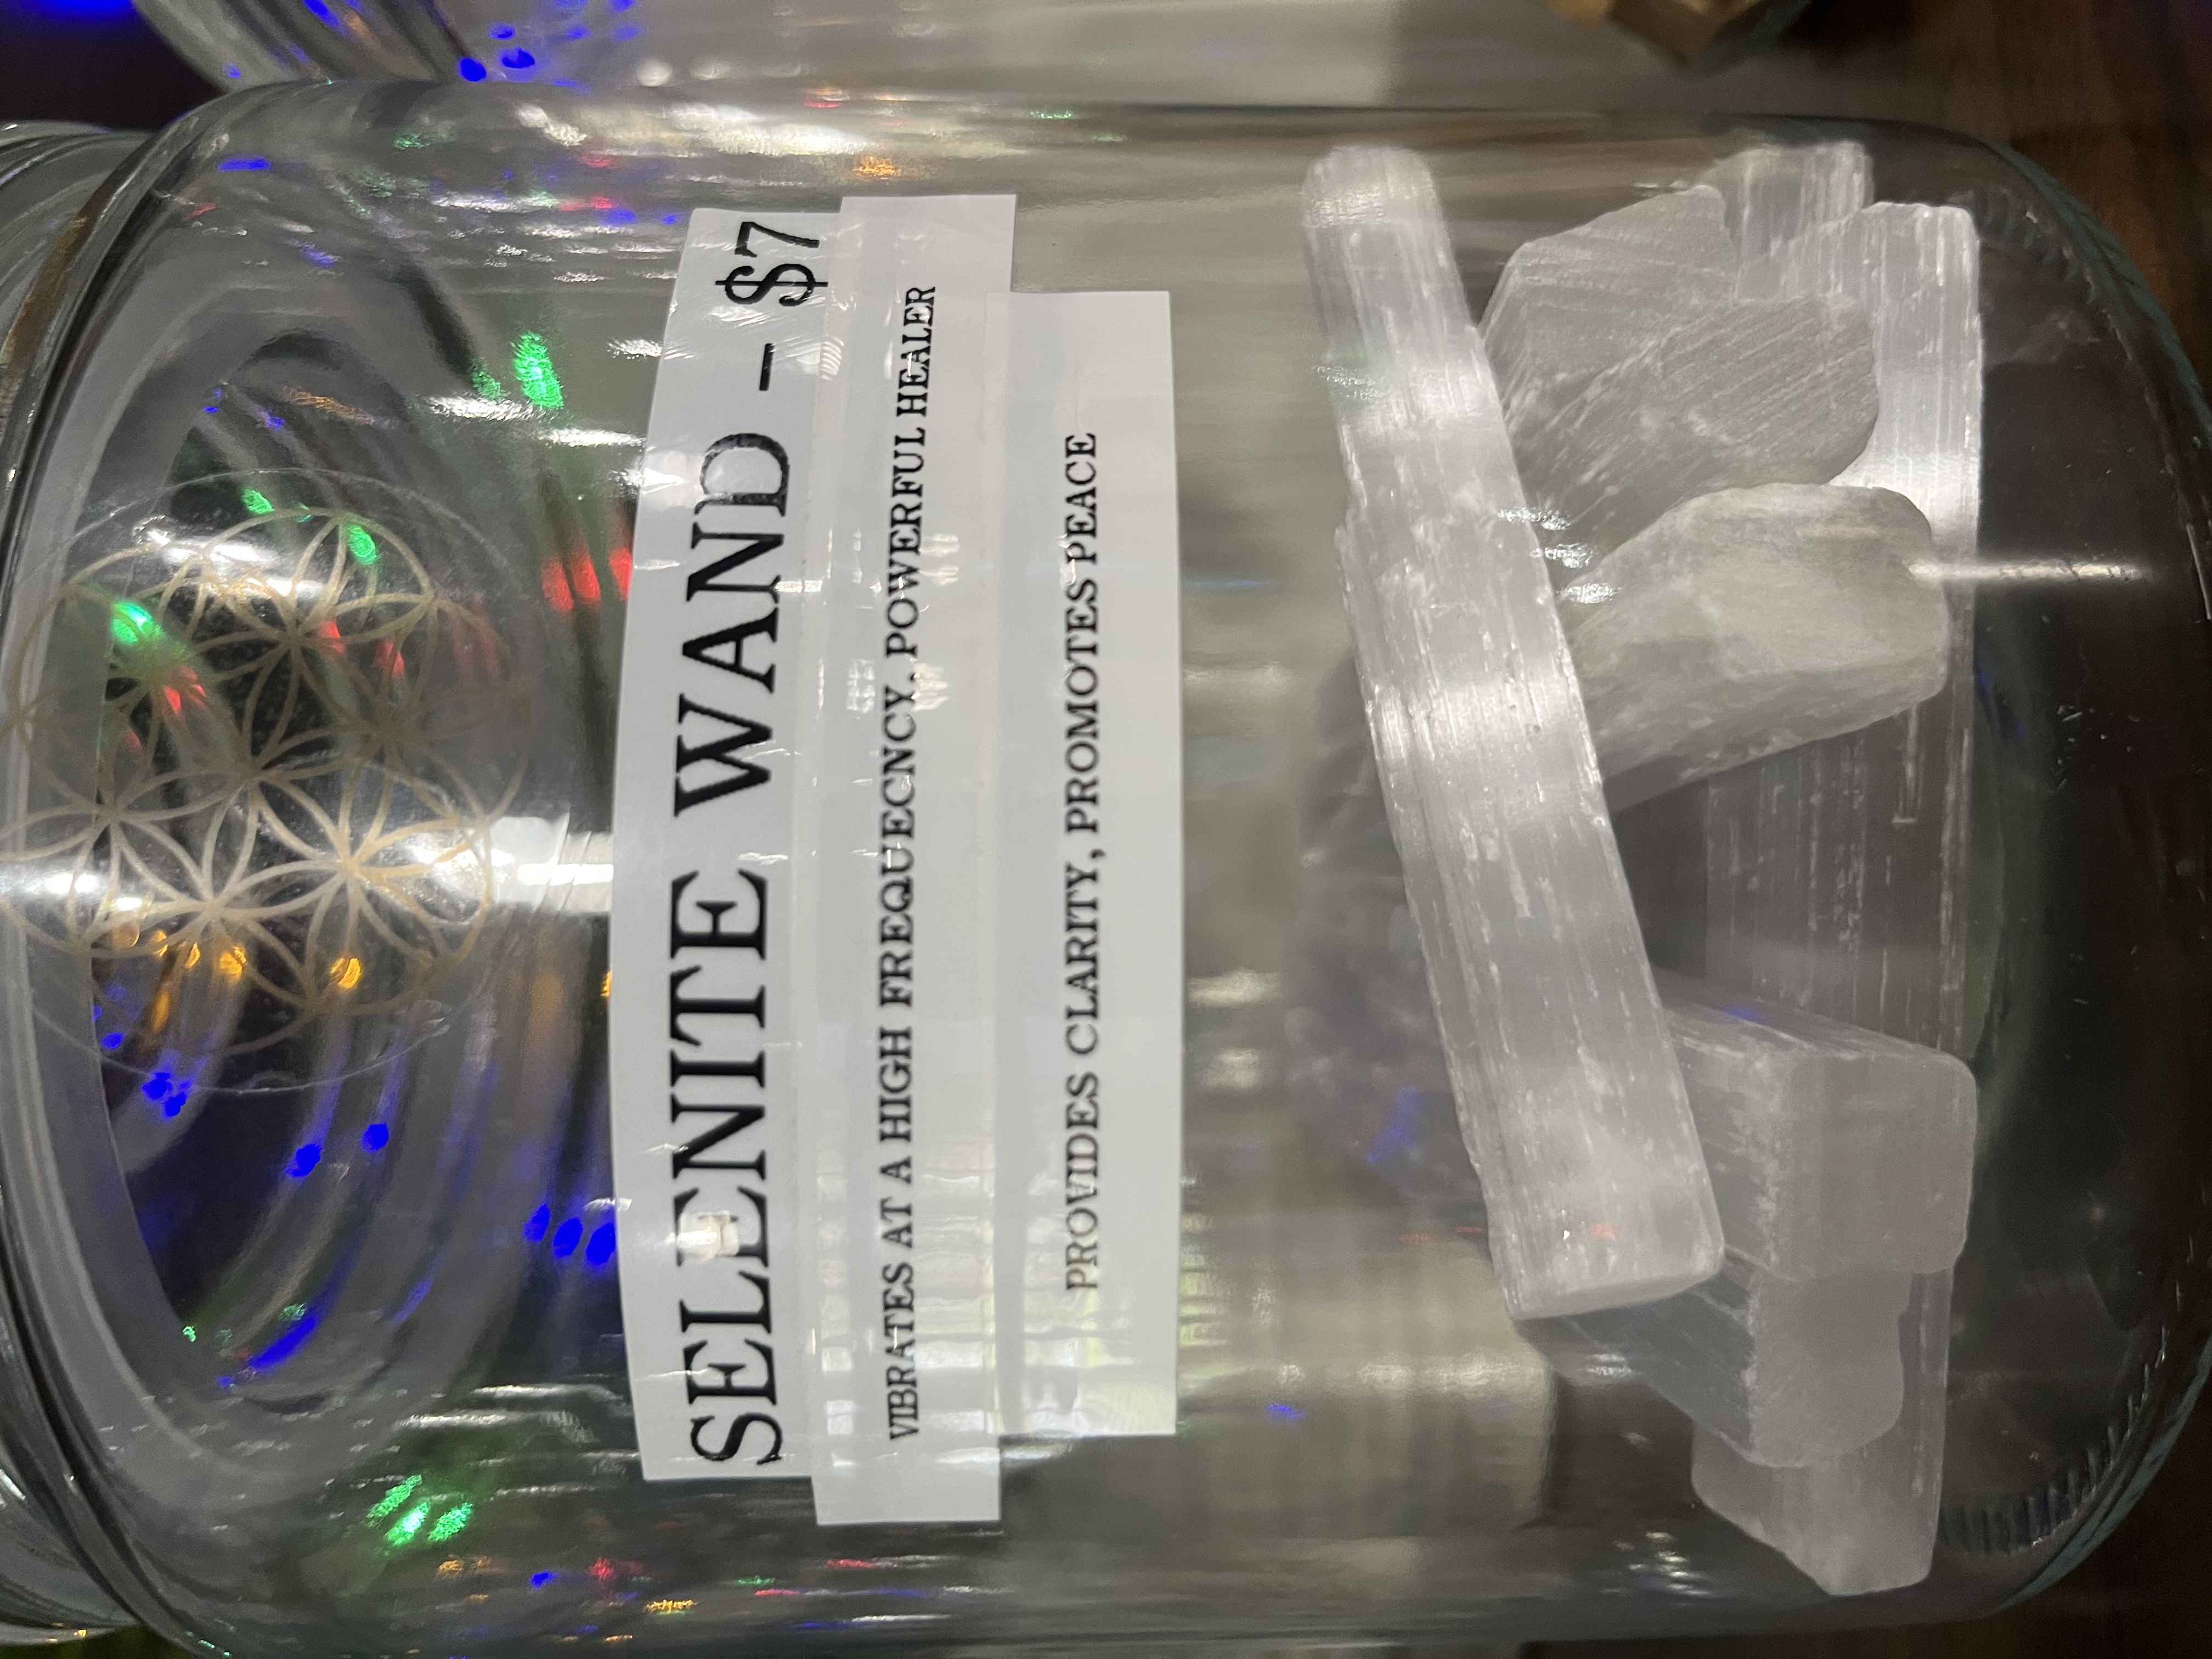 SELENITE WAND - $7
VIBRATES AT A HIGH FREQUECNCY, POWERFUL HEALER
PROVIDES CLARITY, PROMOTES PEACE